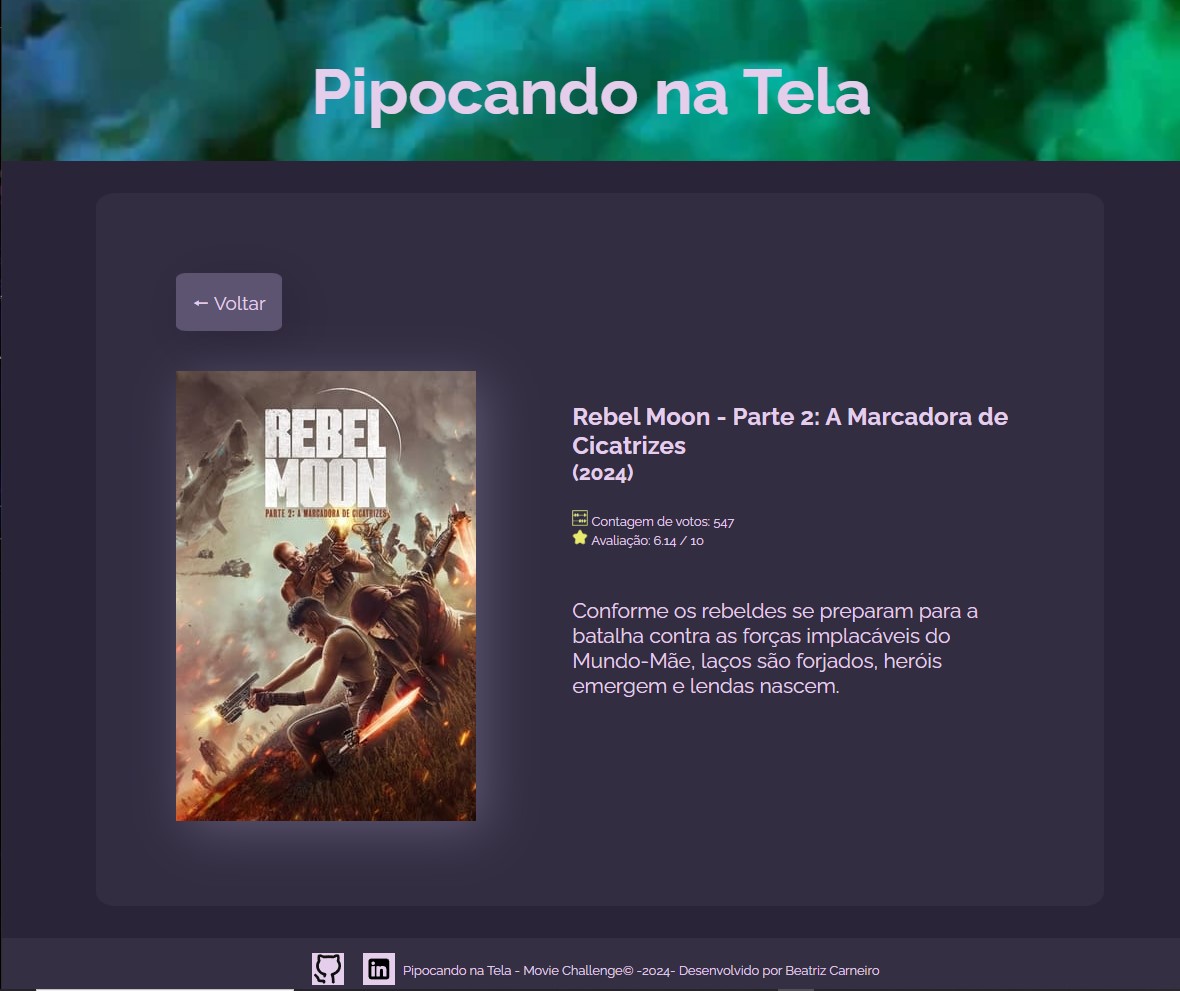 Pipocando na Tela
← Voltar
REBEL
MOON
PARTE 2: A MARCADORA DE CICATRIZES
Rebel Moon - Parte 2: A Marcadora de
Cicatrizes
(2024)
Contagem de votos: 547
Avaliação: 6.14 / 10
Conforme os rebeldes se preparam para a
batalha contra as forças implacáveis do
Mundo-Mãe, laços são forjados, heróis
emergem e lendas nascem.
in
Pipocando na Tela - Movie Challenge© -2024- Desenvolvido por Beatriz Carneiro